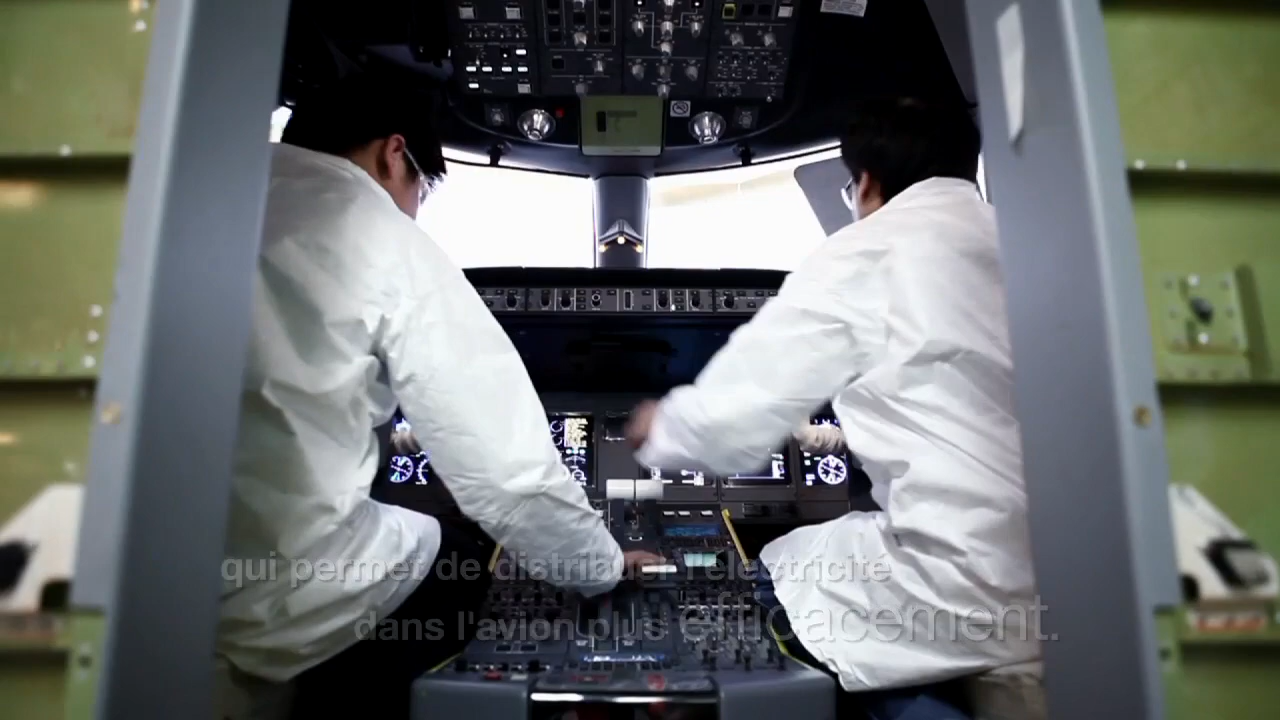 qui permet de distribuer l'électricité
dans l'avion plus efficacement.